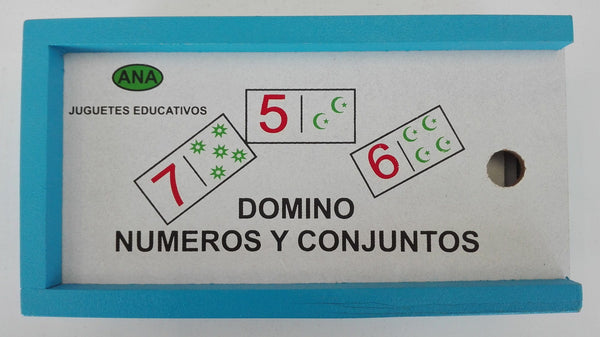 ANA
JUGUETES EDUCATIVOS
5
7
6
DOMINO
NUMEROS Y CONJUNTOS